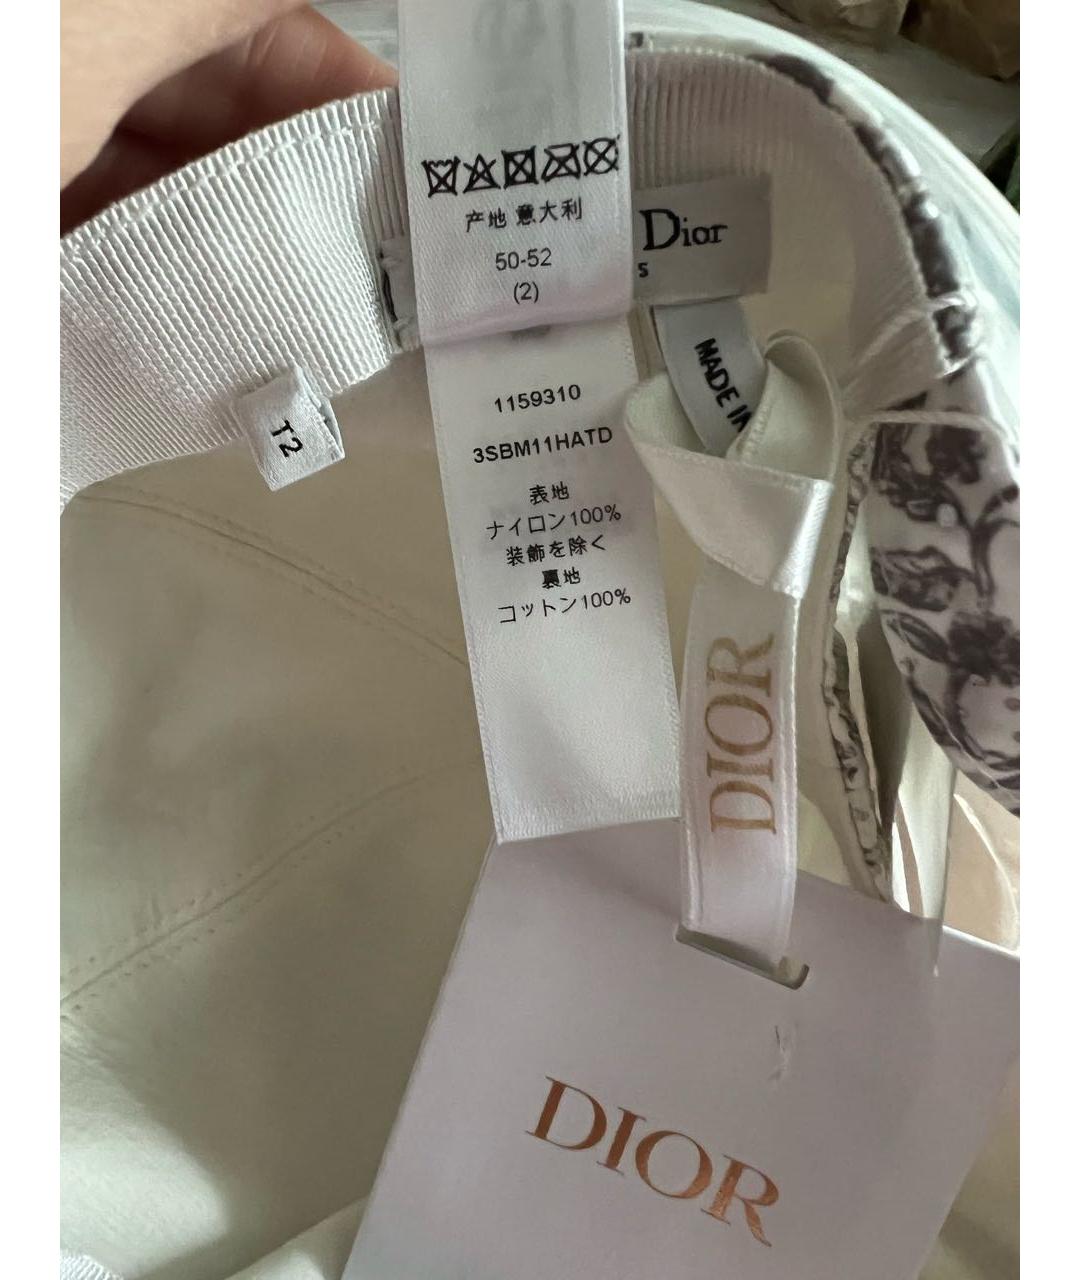 产地 意大利
50-52
(2)
Dior
s
MADE IN
T2
1159310
3SBM11HATD
表地
ナイロン100%
装飾を除く
裏地
コットン100%
DIOR
DIOR